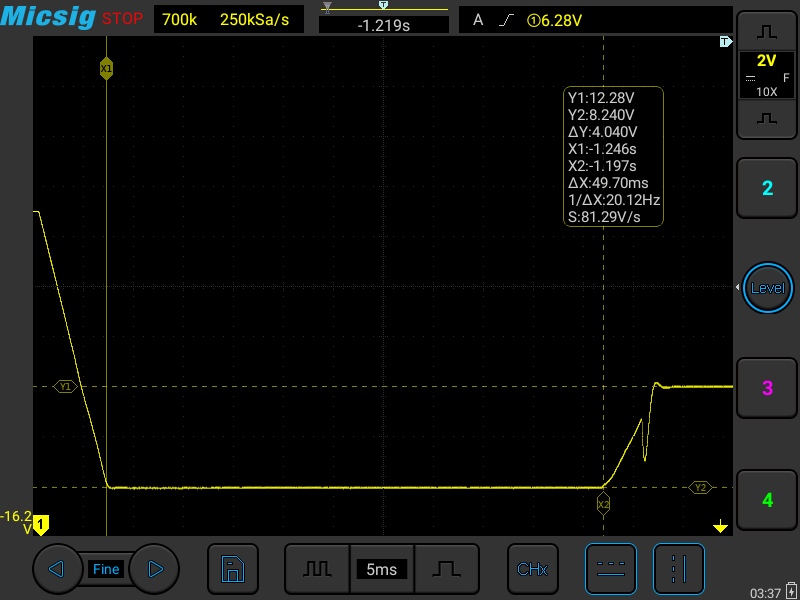 Micsig STOP 700k 250kSa/s T -1.219s A ①6.28V
T
X1
2V
F
10X
Y1:12.28V
Y2:8.240V
ΔY:4.040V
X1:-1.246s
X2:-1.197s
ΔX:49.70ms
1/ΔX:20.12Hz
S:81.29V/s
2
Level
Y1
3
Y2
X2
-16.2
V
1
4
Fine
5ms
CHx
03:37